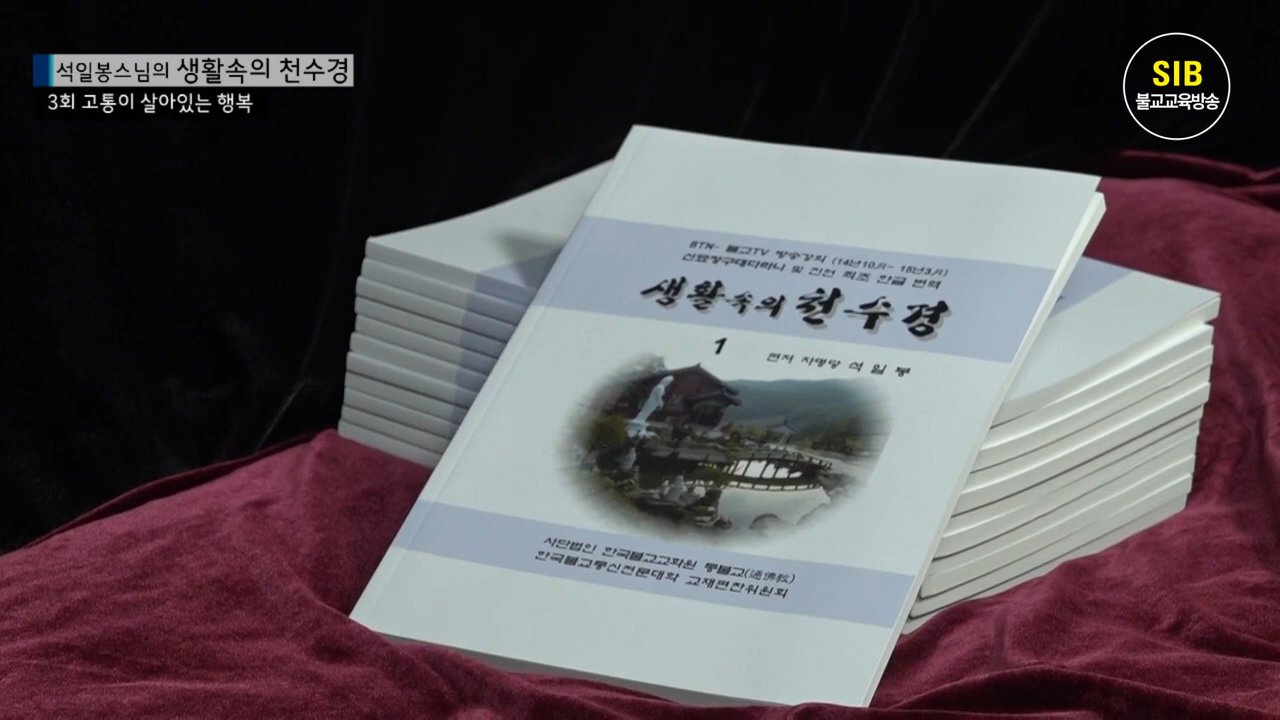 석일봉스님의 생활속의 천수경
3회 고통이 살아있는 행복
SIB
불교교육방송
BTN- 불교TV 방송강의 (14년10月- 18년3月)
신묘장구대다라니 및 진언 최초 한글 번역
생활속의 천수경
1
편저 자명당 석일봉
사단법인 한국불교교화원 통불교(通佛敎)
한국불교통신전문대학 교재편찬위원회